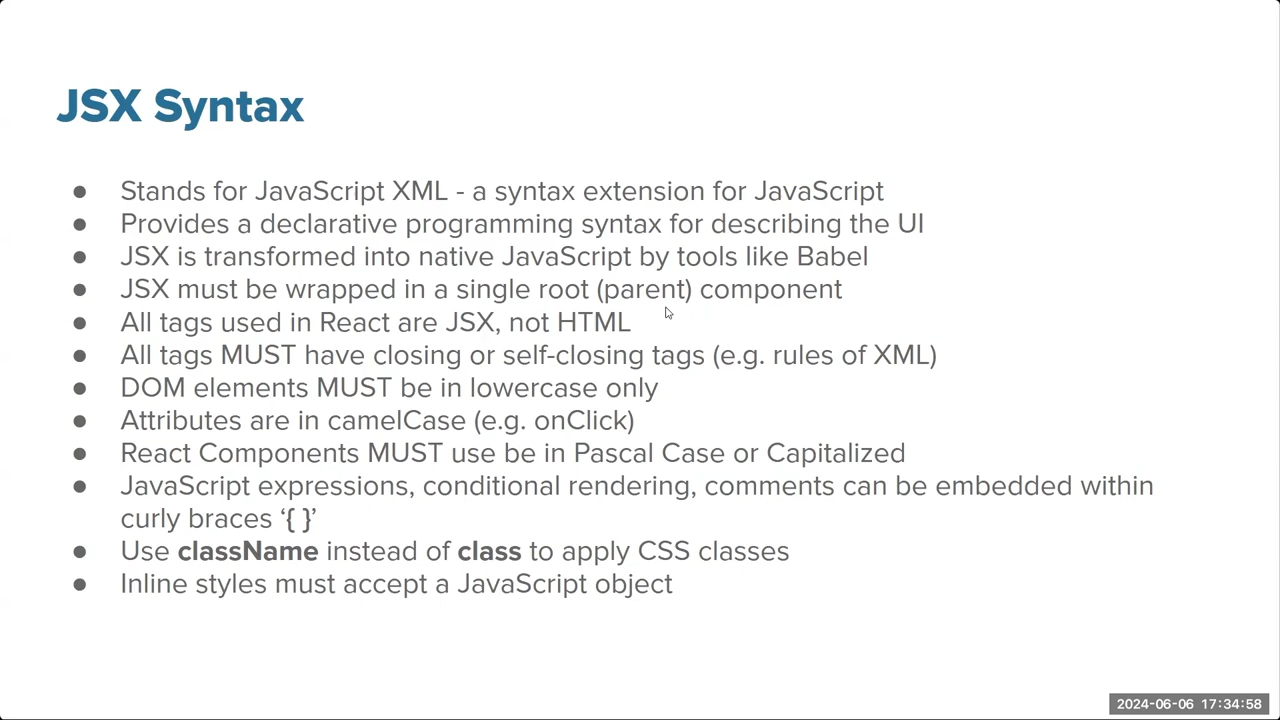 JSX Syntax
● Stands for JavaScript XML - a syntax extension for JavaScript
● Provides a declarative programming syntax for describing the UI
● JSX is transformed into native JavaScript by tools like Babel
● JSX must be wrapped in a single root (parent) component
● All tags used in React are JSX, not HTML
● All tags MUST have closing or self-closing tags (e.g. rules of XML)
● DOM elements MUST be in lowercase only
● Attributes are in camelCase (e.g. onClick)
● React Components MUST use be in Pascal Case or Capitalized
● JavaScript expressions, conditional rendering, comments can be embedded within
curly braces ‘{ }’
● Use className instead of class to apply CSS classes
● Inline styles must accept a JavaScript object
2024-06-06 17:34:58